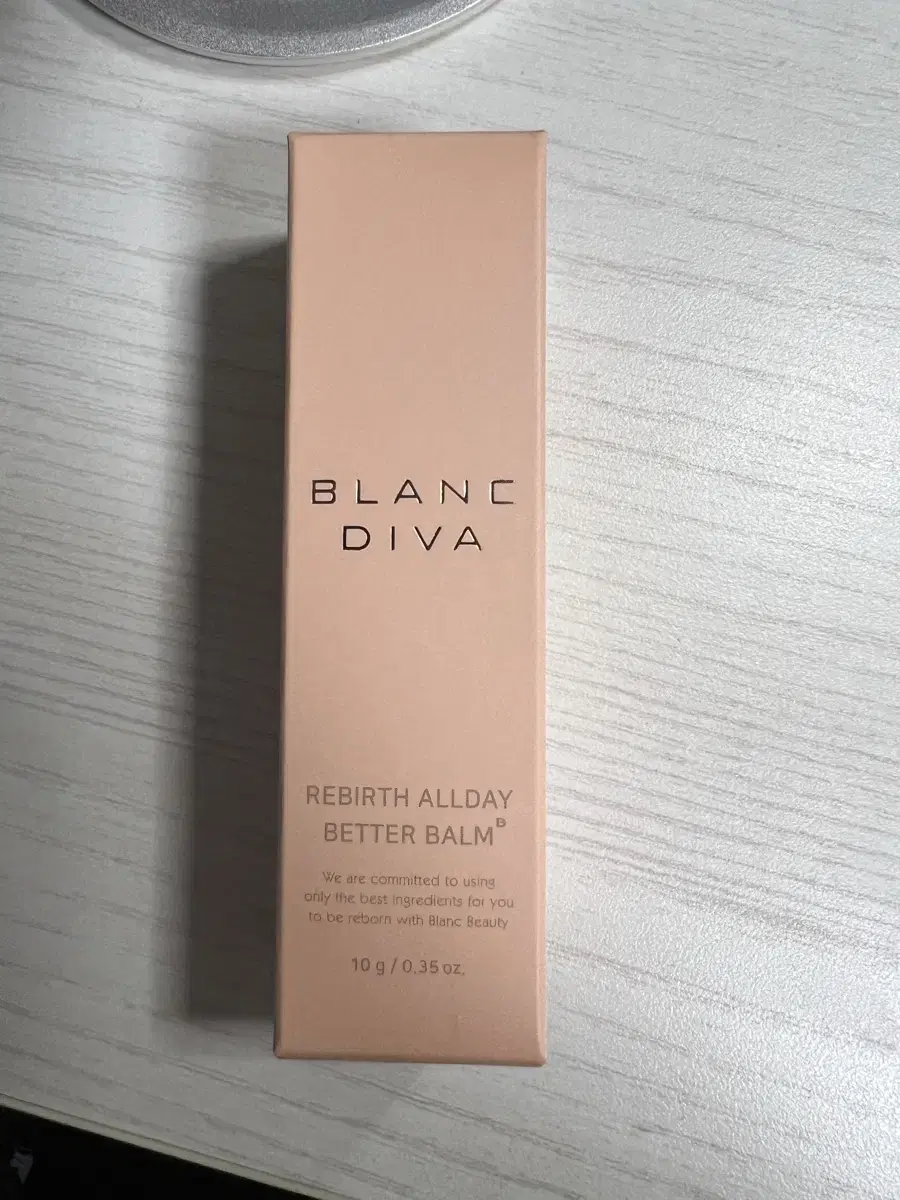 BLANC
DIVA
REBIRTH ALLDAY
BETTER BALM B
We are committed to using
only the best ingredients for you
to be reborn with Blanc Beauty
10 g / 0.35 oz.